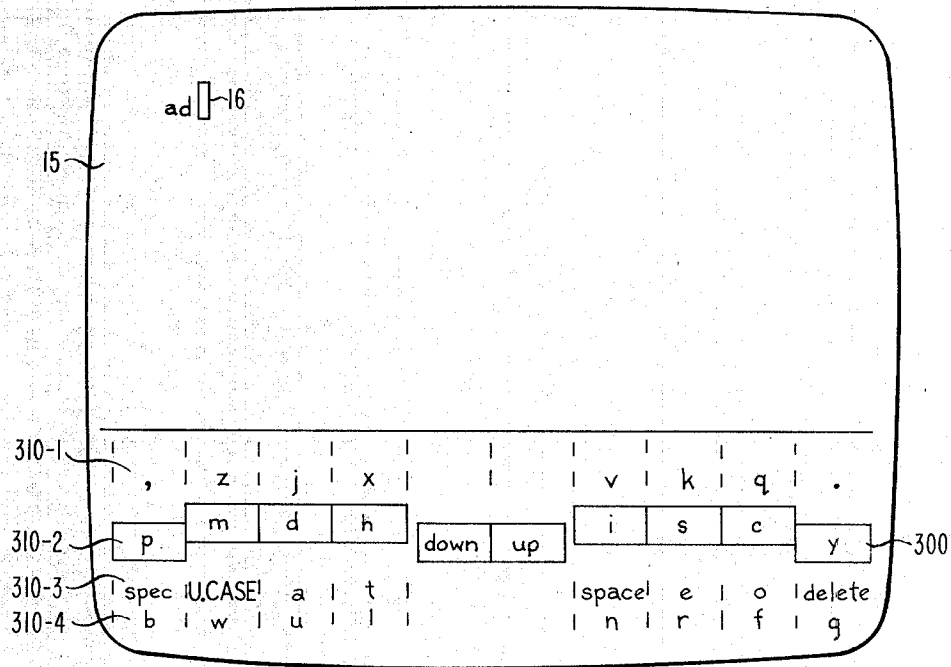 ad 16
15
310-1 , z j x v k q .
310-2 p m d h down up i s c y 300
310-3 spec U.CASE a t space e o delete
310-4 b w u l n r f g